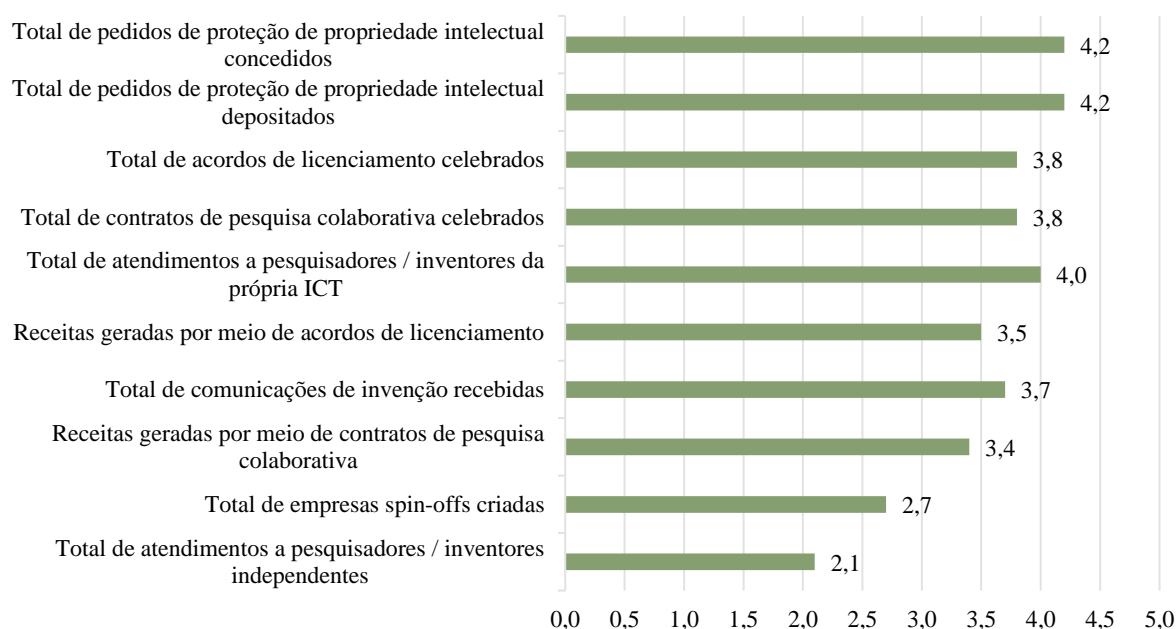 Total de pedidos de proteção de propriedade intelectual
concedidos
4,2
Total de pedidos de proteção de propriedade intelectual
depositados
4,2
Total de acordos de licenciamento celebrados
3,8
Total de contratos de pesquisa colaborativa celebrados
3,8
Total de atendimentos a pesquisadores / inventores da
própria ICT
4,0
Receitas geradas por meio de acordos de licenciamento
3,5
Total de comunicações de invenção recebidas
3,7
Receitas geradas por meio de contratos de pesquisa
colaborativa
3,4
Total de empresas spin-offs criadas
2,7
Total de atendimentos a pesquisadores / inventores
independentes
2,1
0,0 0,5 1,0 1,5 2,0 2,5 3,0 3,5 4,0 4,5 5,0